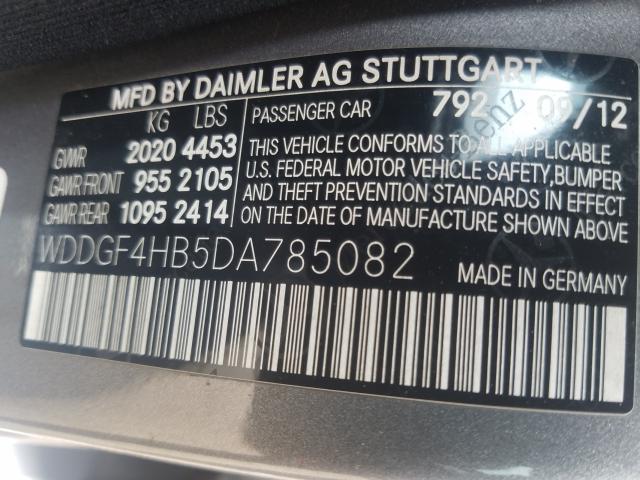 MFD BY DAIMLER AG STUTTGART
KG LBS
GVWR 2020 4453
GAWR FRONT 955 2105
GAWR REAR 1095 2414
PASSENGER CAR 792 09/12
THIS VEHICLE CONFORMS TO ALL APPLICABLE
U.S. FEDERAL MOTOR VEHICLE SAFETY,BUMPER
AND THEFT PREVENTION STANDARDS IN EFFECT
ON THE DATE OF MANUFACTURE SHOWN ABOVE.
WDDGF4HB5DA785082
MADE IN GERMANY